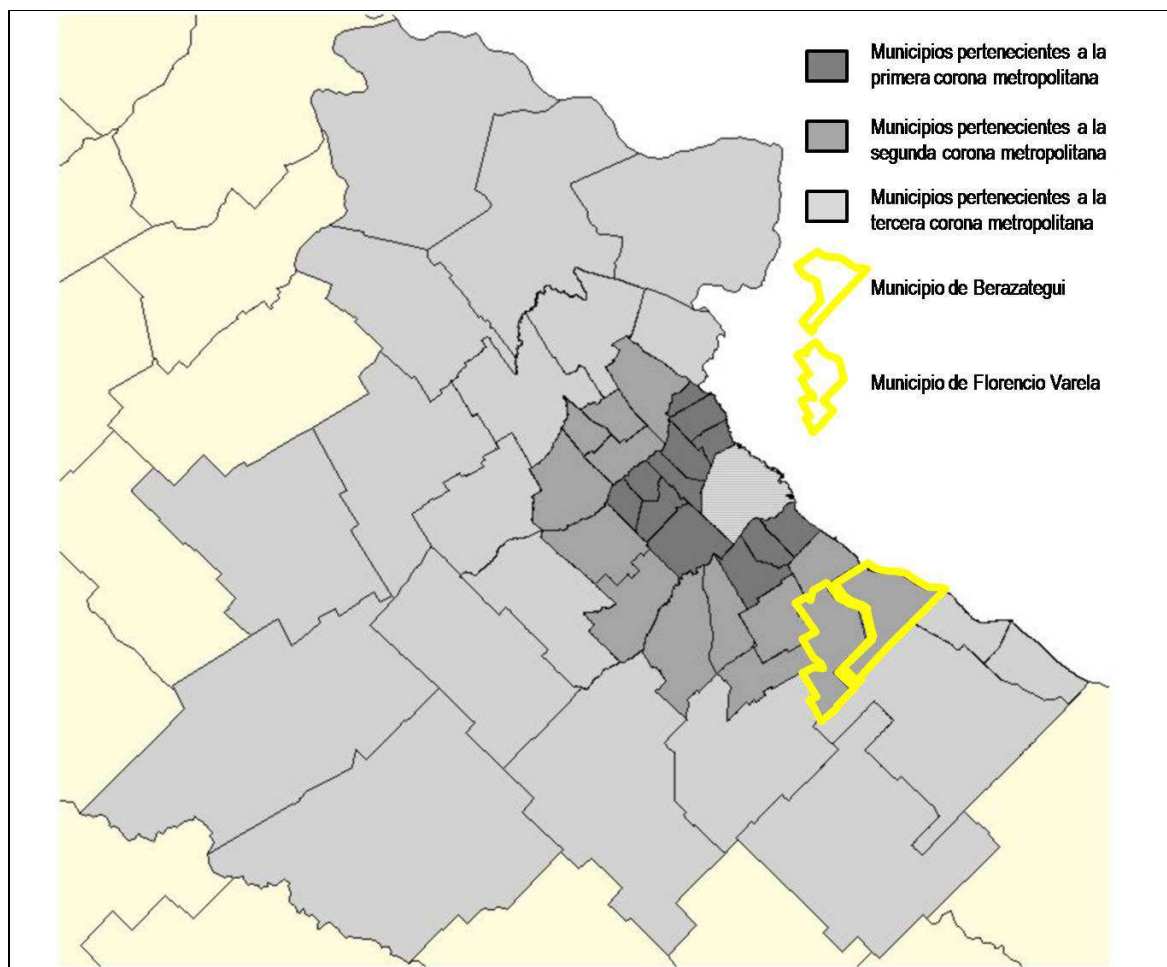 Municipios pertenecientes a la
primera corona metropolitana
Municipios pertenecientes a la
segunda corona metropolitana
Municipios pertenecientes a la
tercera corona metropolitana
Municipio de Berazategui
Municipio de Florencio Varela